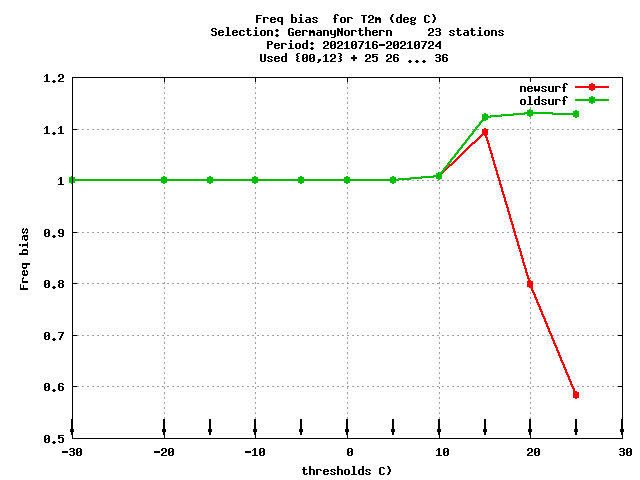 Freq bias  for T2m (deg C)
Selection: GermanyNorthern     23 stations
Period: 20210716-20210724
Used {00,12} + 25 26 ... 36
newsurf
oldsurf
1.2
1.1
1
0.9
0.8
0.7
0.6
0.5
Freq bias
-30
-20
-10
0
10
20
30
thresholds C)